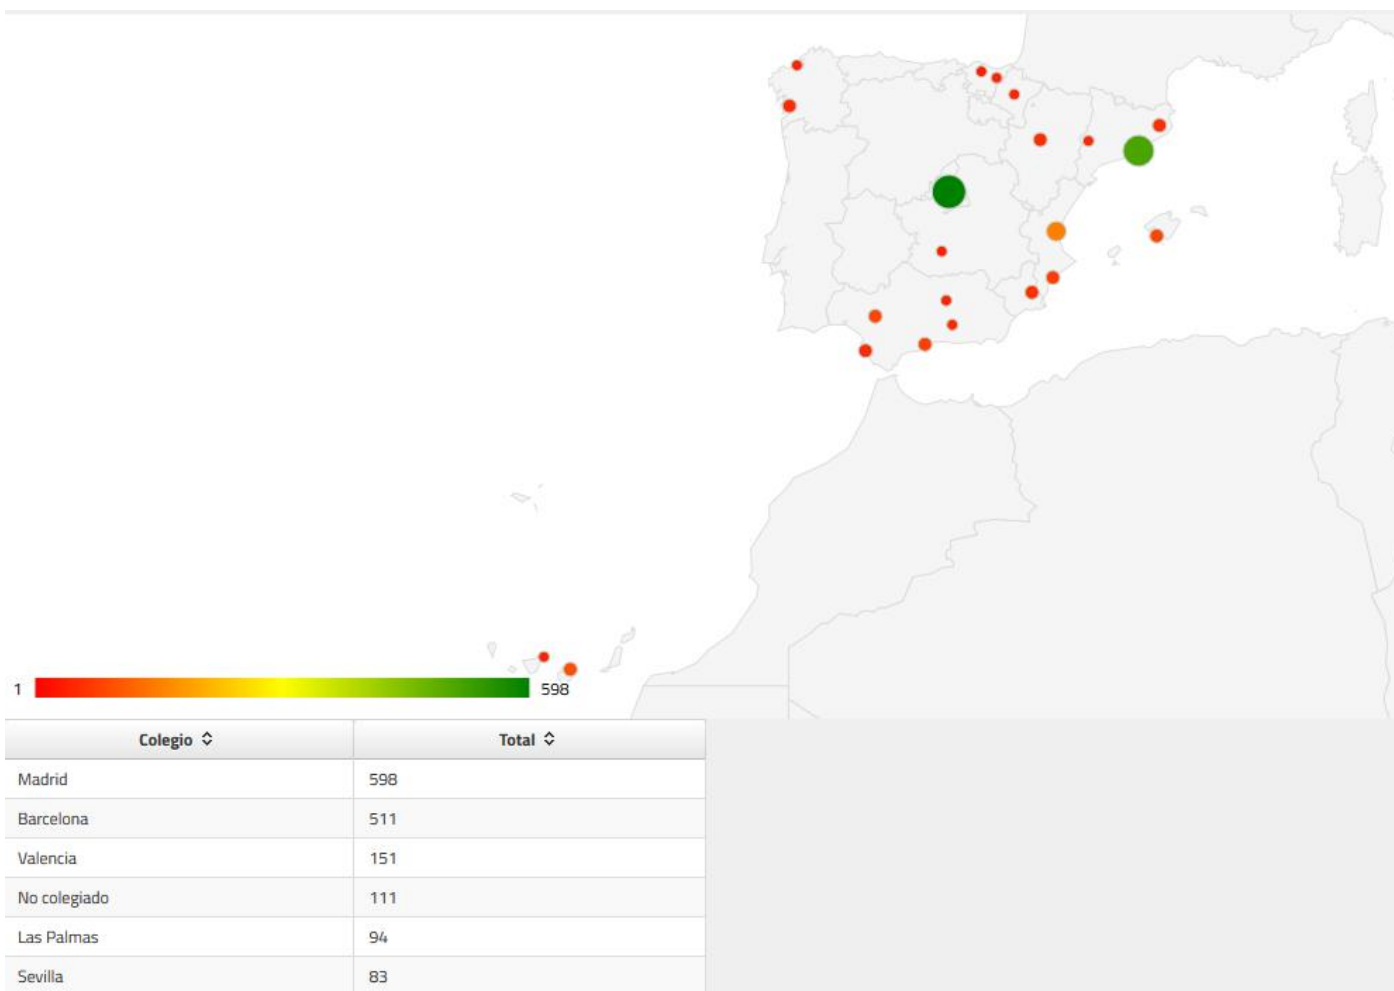 1 598
Colegio Total
Madrid 598
Barcelona 511
Valencia 151
No colegiado 111
Las Palmas 94
Sevilla 83